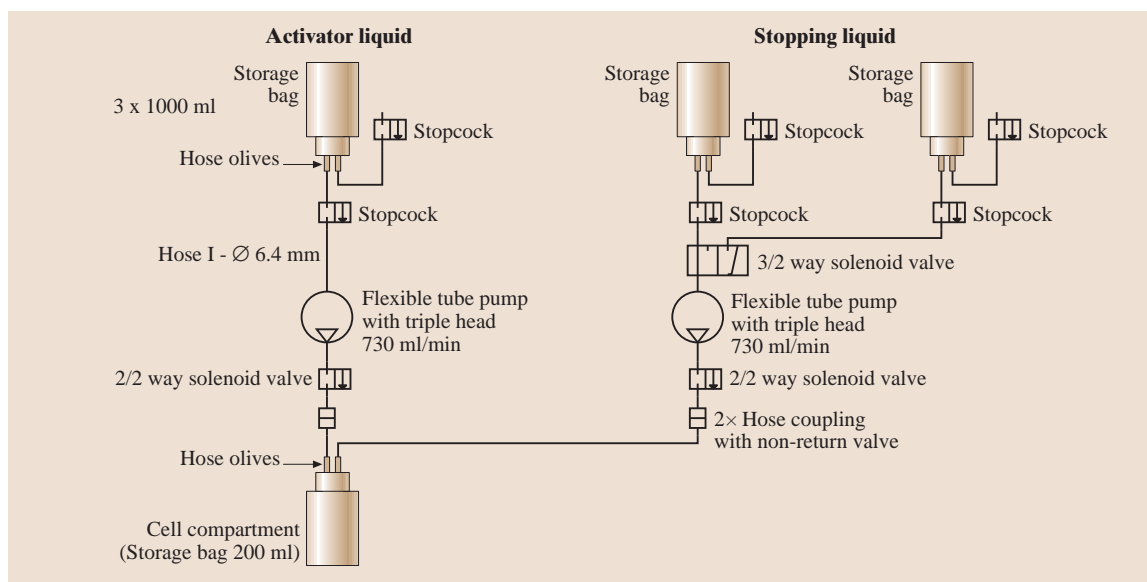 Activator liquid
Stopping liquid
Storage
bag
3 x 1000 ml
Stopcock
Hose olives
Stopcock
Hose I - Ø 6.4 mm
Flexible tube pump
with triple head
730 ml/min
2/2 way solenoid valve
Hose olives
Cell compartment
(Storage bag 200 ml)
Storage
bag
Stopcock
Storage
bag
Stopcock
Stopcock
Stopcock
3/2 way solenoid valve
Flexible tube pump
with triple head
730 ml/min
2/2 way solenoid valve
2× Hose coupling
with non-return valve